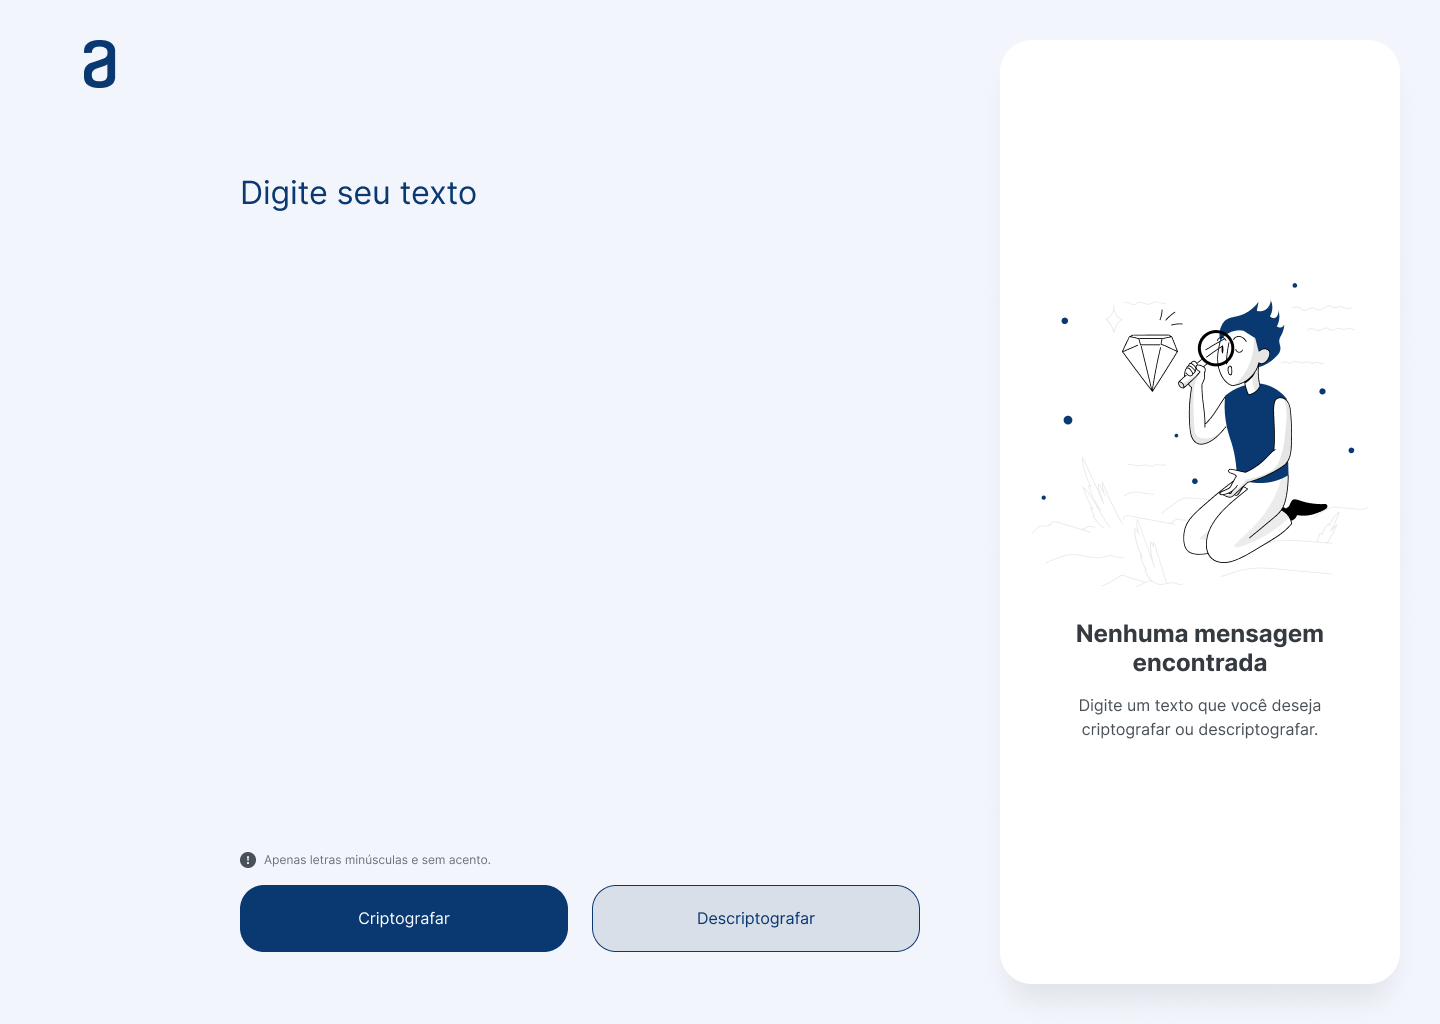 a
Digite seu texto
Nenhuma mensagem
encontrada
Digite um texto que você deseja
criptografar ou descriptografar.
! Apenas letras minúsculas e sem acento.
Criptografar
Descriptografar